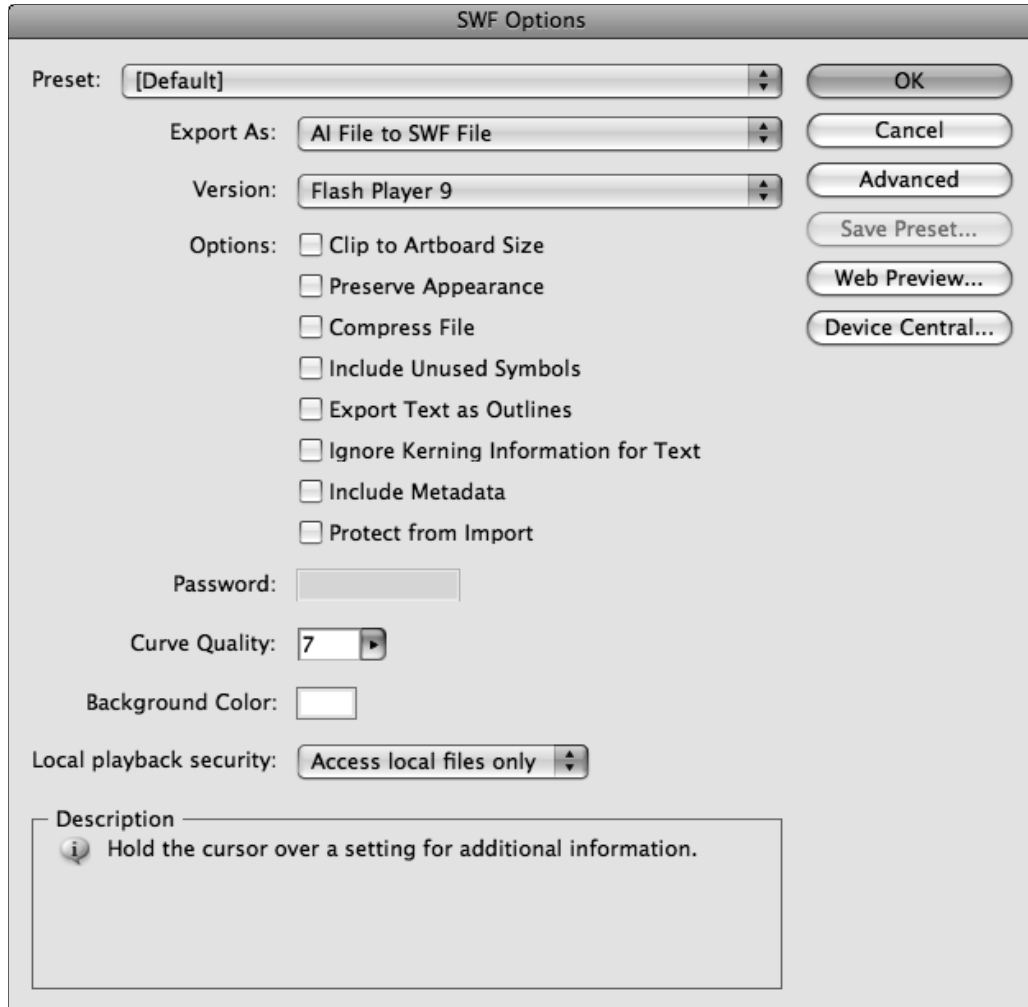 SWF Options
Preset: [Default]
OK
Export As: AI File to SWF File
Cancel
Version: Flash Player 9
Advanced
Options: Clip to Artboard Size
Save Preset...
Preserve Appearance
Web Preview...
Compress File
Device Central...
Include Unused Symbols
Export Text as Outlines
Ignore Kerning Information for Text
Include Metadata
Protect from Import
Password:
Curve Quality: 7
Background Color:
Local playback security: Access local files only
Description
Hold the cursor over a setting for additional information.